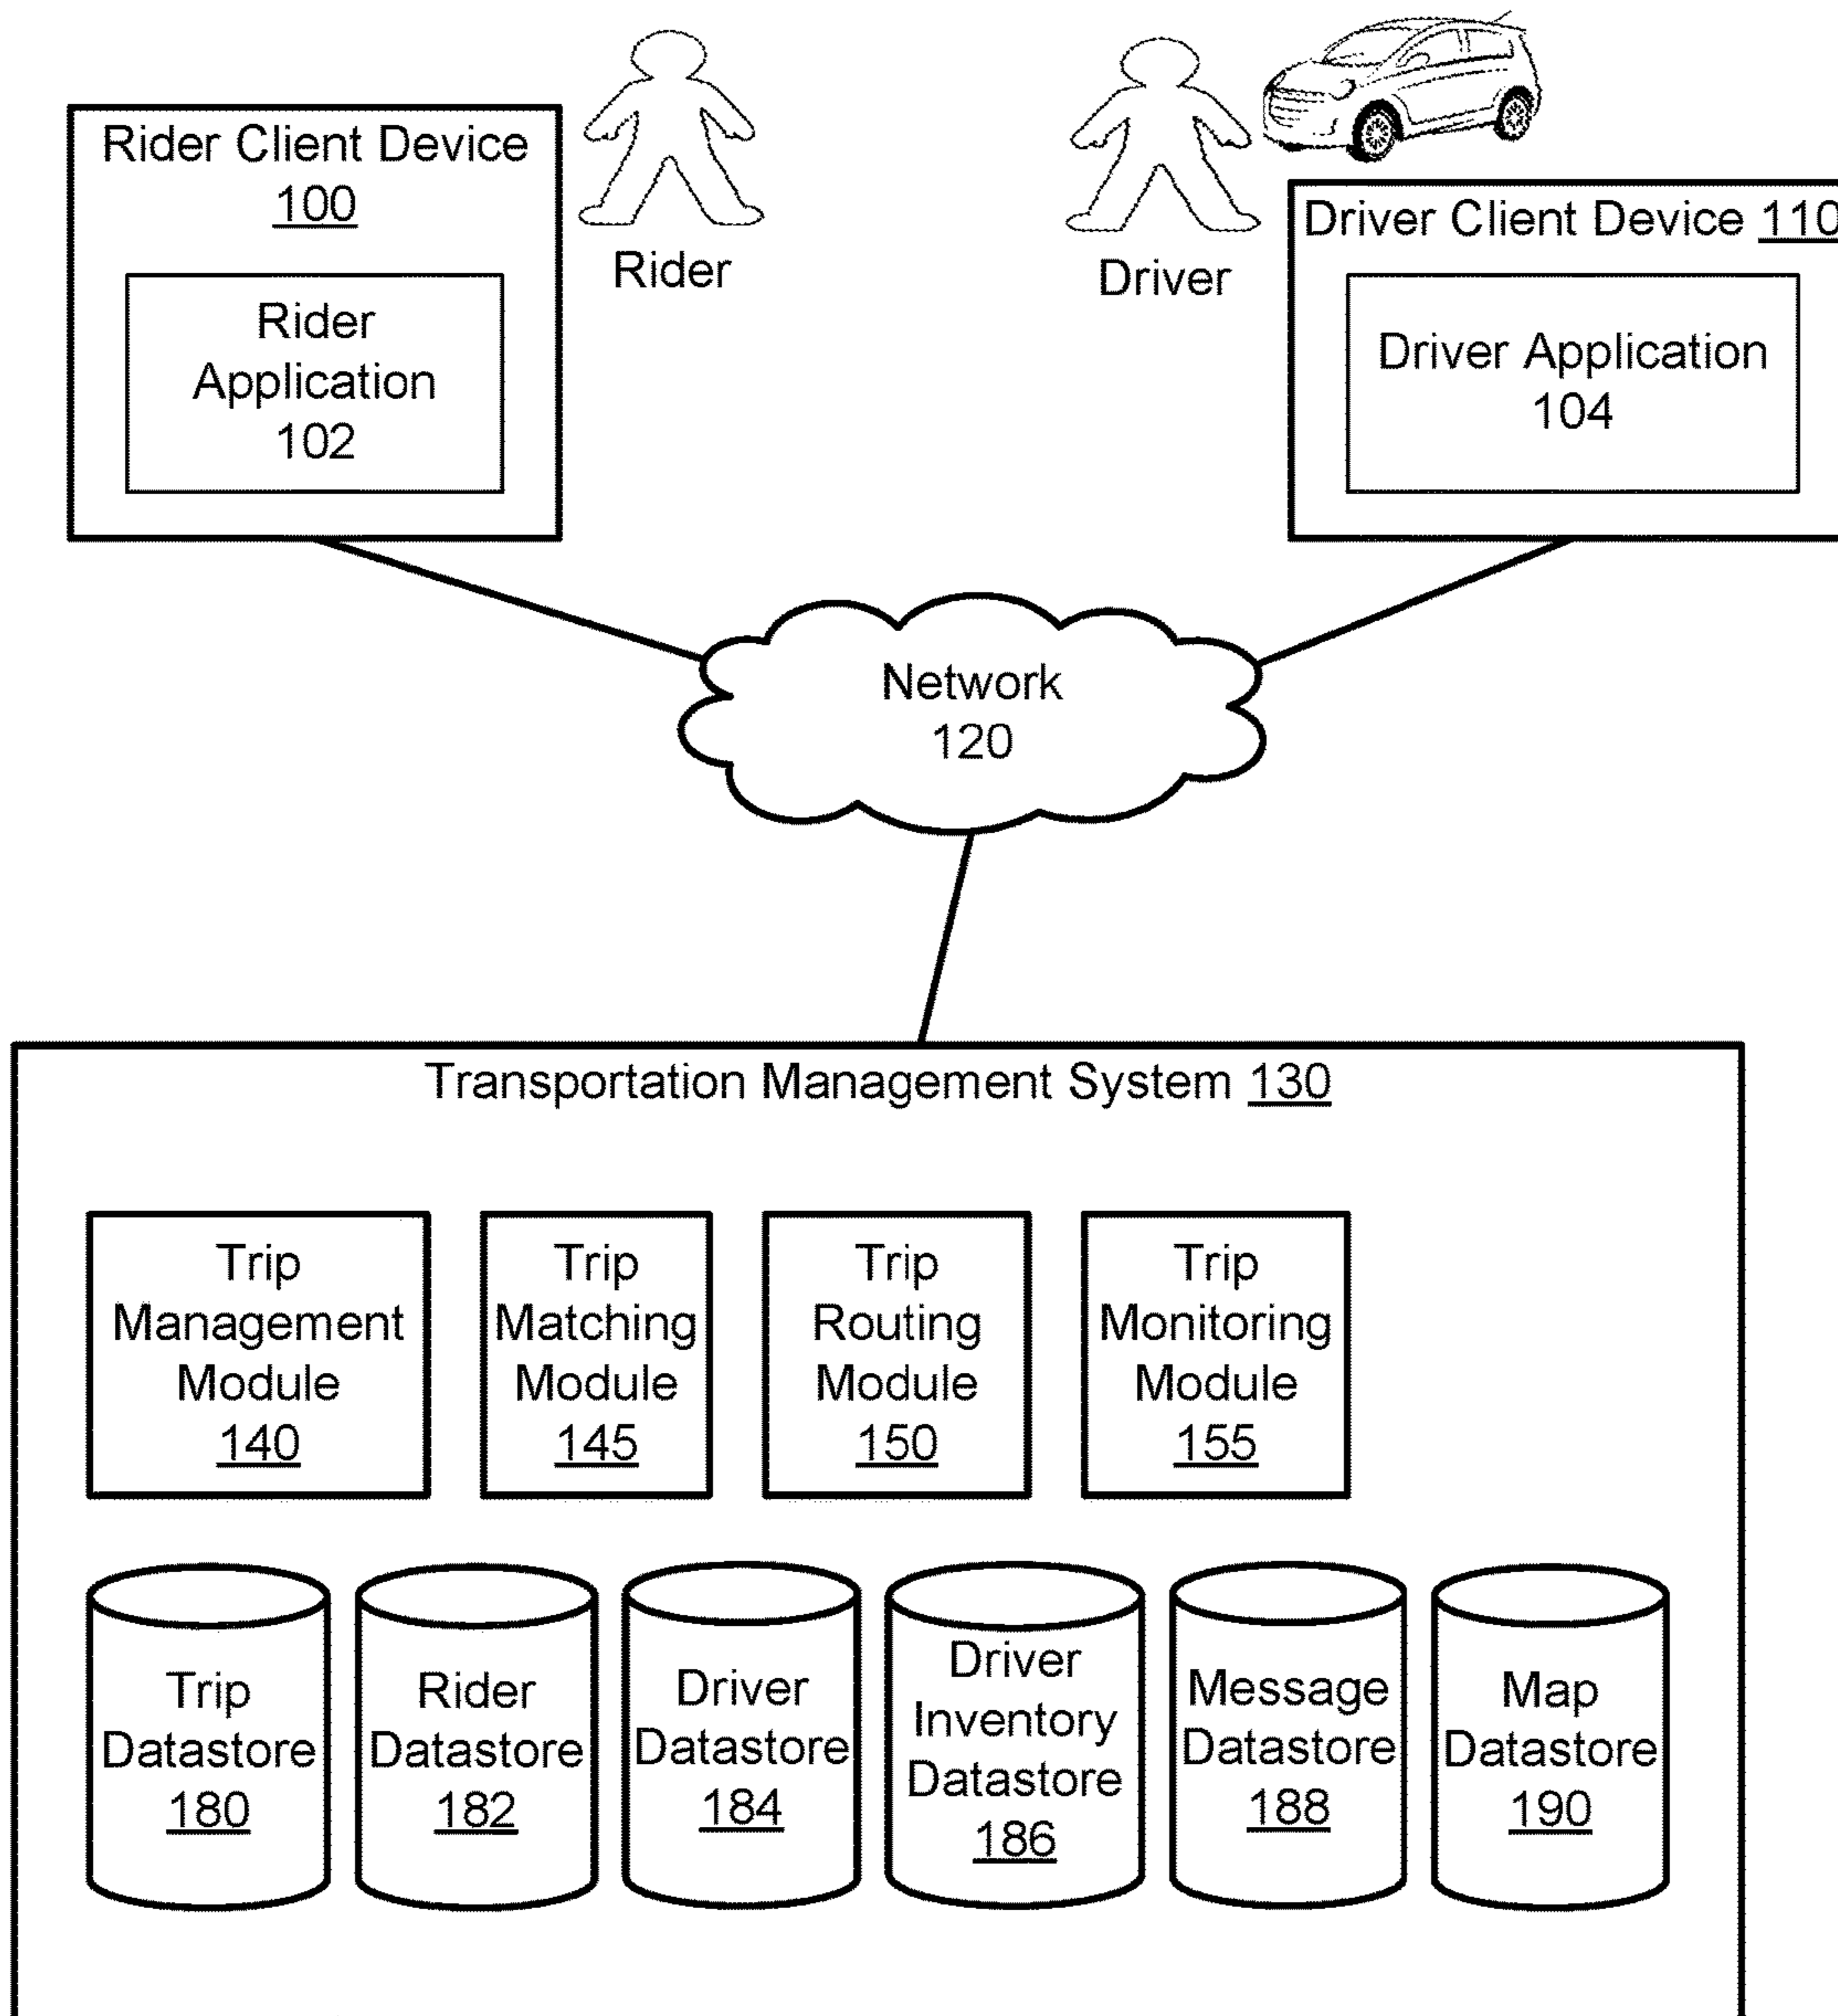 Rider Client Device
100
Rider
Application
102
Rider
Driver
Driver Client Device 110
Driver Application
104
Network
120
Transportation Management System 130
Trip
Management
Module
140
Trip
Matching
Module
145
Trip
Routing
Module
150
Trip
Monitoring
Module
155
Trip
Datastore
180
Rider
Datastore
182
Driver
Datastore
184
Driver
Inventory
Datastore
186
Message
Datastore
188
Map
Datastore
190